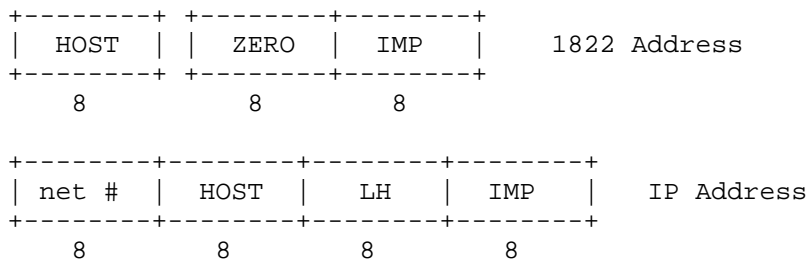 +--------+ +--------+--------+
|  HOST  | |  ZERO  |  IMP   |    1822 Address
+--------+ +--------+--------+
    8          8        8
+--------+--------+--------+--------+
| net #  |  HOST  |   LH   |  IMP   |   IP Address
+--------+--------+--------+--------+
    8        8        8        8